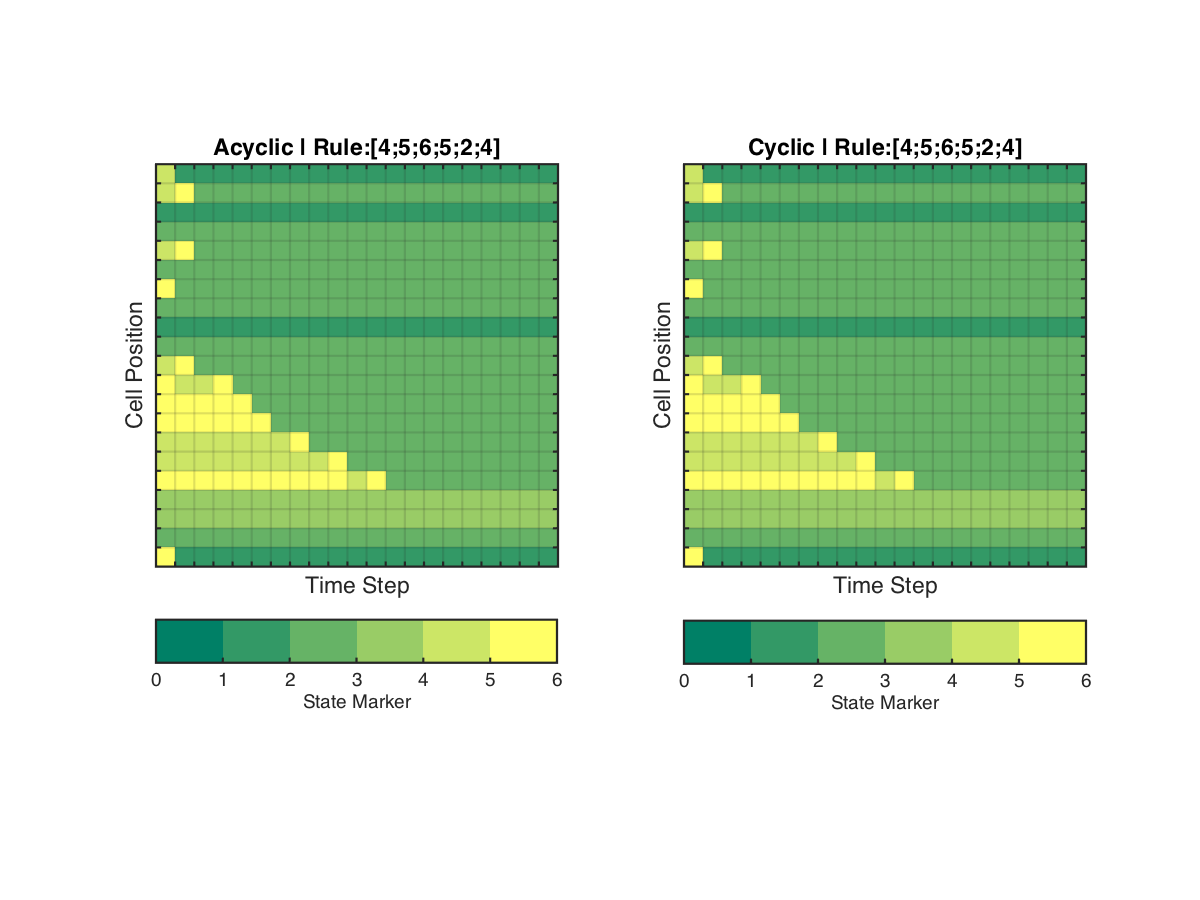 Acyclic | Rule:[4;5;6;5;2;4]
Cell Position
Time Step
0 1 2 3 4 5 6
State Marker
Cyclic | Rule:[4;5;6;5;2;4]
Cell Position
Time Step
0 1 2 3 4 5 6
State Marker